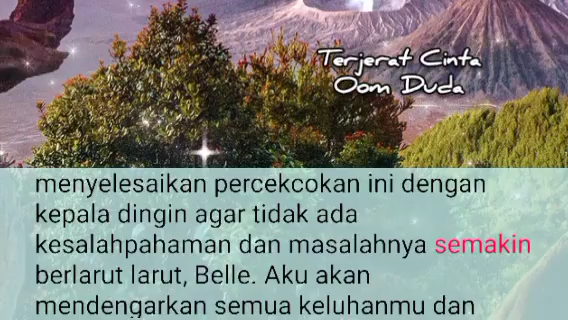 Terjerat Cinta
Oom Duda
menyelesaikan percekcokan ini dengan
kepala dingin agar tidak ada
kesalahpahaman dan masalahnya semakin
berlarut larut, Belle. Aku akan
mendengarkan semua keluhanmu dan